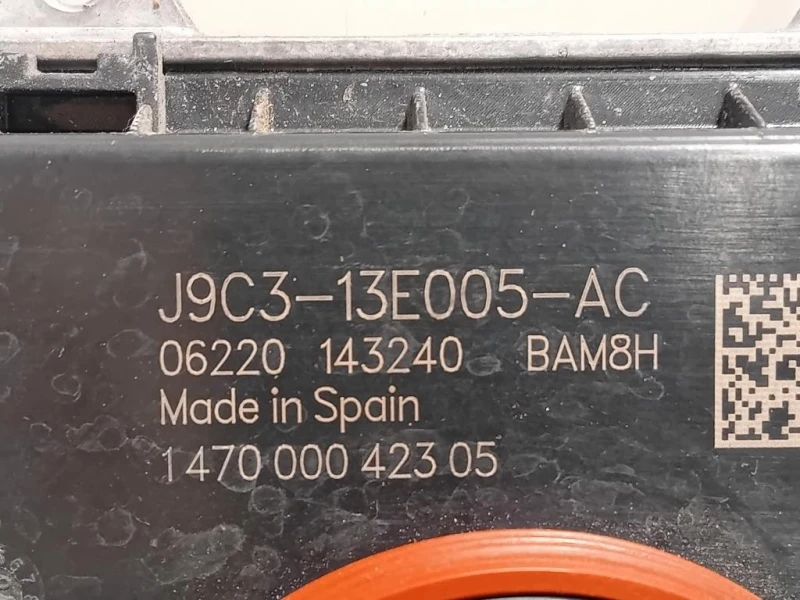 J9C3-13E005-AC
06220 143240 BAM8H
Made in Spain
1 470 000 423 05